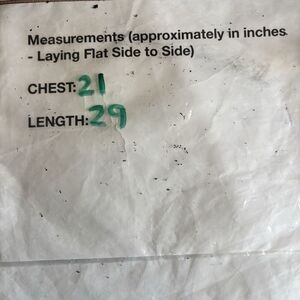 Measurements (approximately in inches
- Laying Flat Side to Side)
CHEST: 21
LENGTH: 29